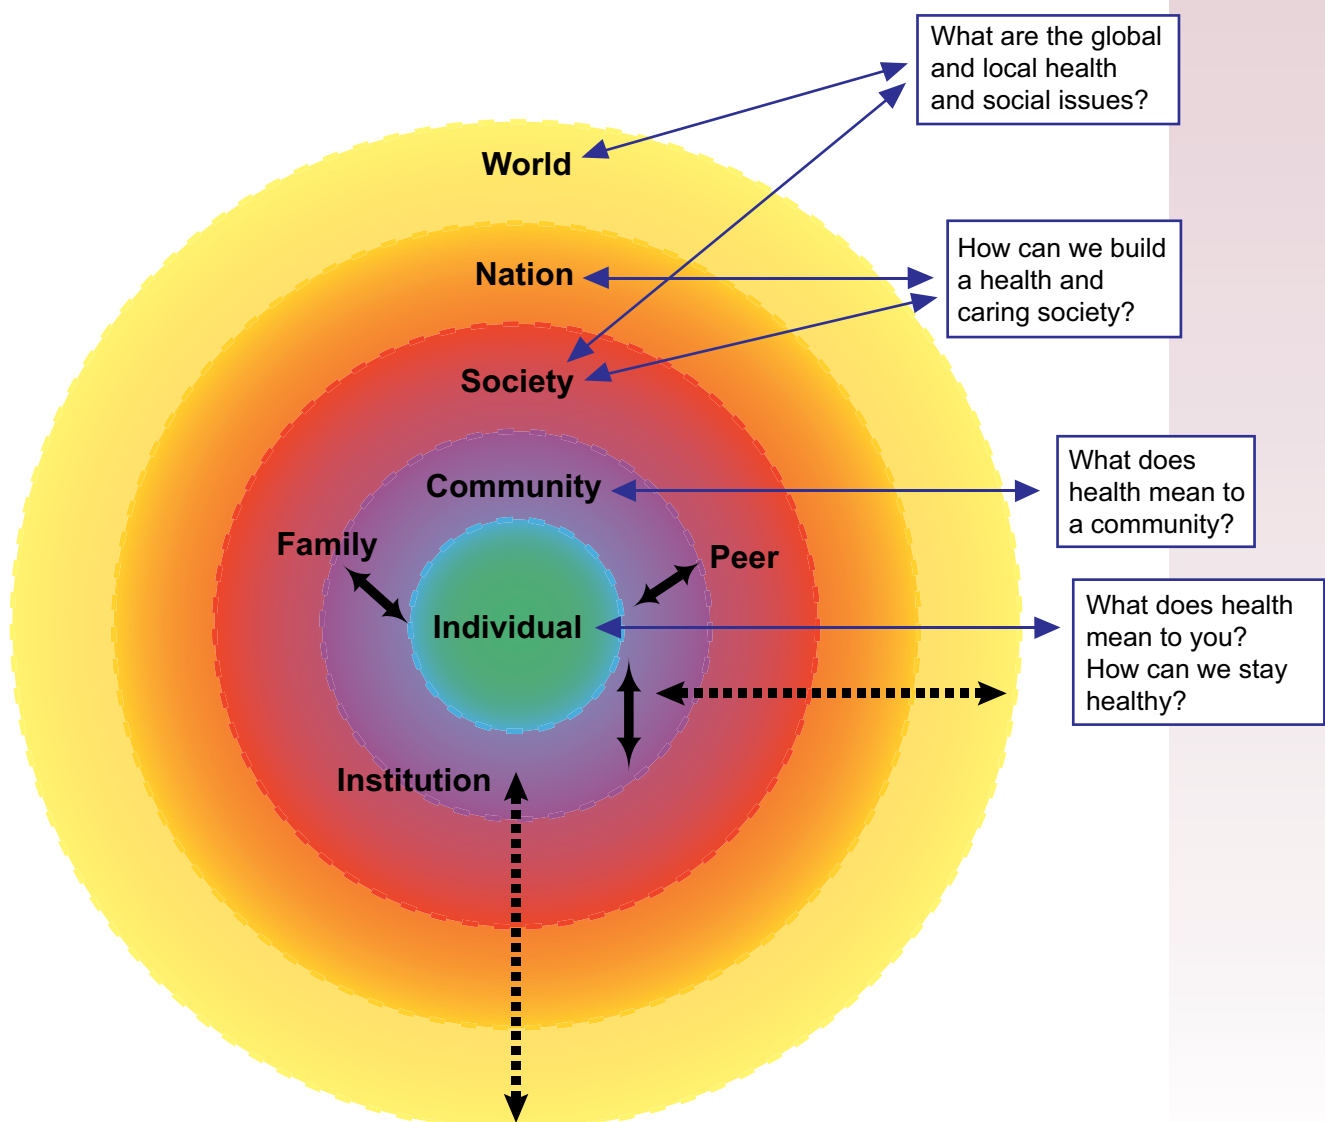 What are the global
and local health
and social issues?
World
How can we build
a health and
caring society?
Nation
Society
What does
health mean to
a community?
Community
Family
Peer
Individual
What does health
mean to you?
How can we stay
healthy?
Institution